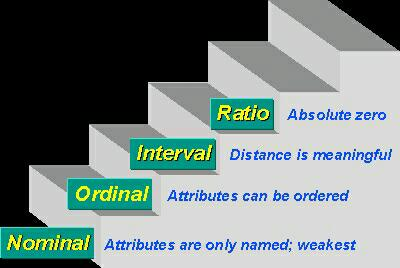 Ratio Absolute zero
Interval Distance is meaningful
Ordinal Attributes can be ordered
Nominal Attributes are only named; weakest